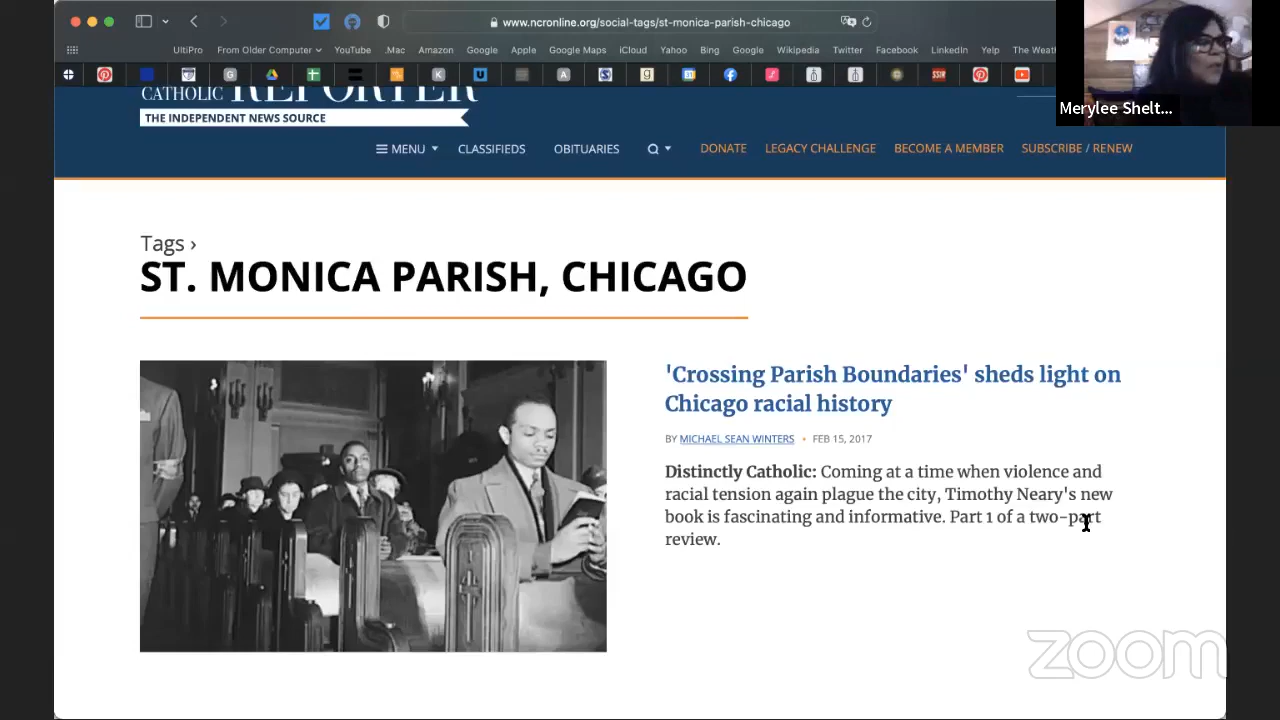 www.ncronline.org/social-tags/st-monica-parish-chicago
UltiPro From Older Computer YouTube .Mac Amazon Google Apple Google Maps iCloud Yahoo Bing Google Wikipedia Twitter Facebook LinkedIn Yelp The Weat
Merylee Shelt...
CATHOLIC REPORTER
THE INDEPENDENT NEWS SOURCE
MENU CLASSIFIEDS OBITUARIES DONATE LEGACY CHALLENGE BECOME A MEMBER SUBSCRIBE / RENEW
Tags ›
ST. MONICA PARISH, CHICAGO
'Crossing Parish Boundaries' sheds light on
Chicago racial history
BY MICHAEL SEAN WINTERS • FEB 15, 2017
Distinctly Catholic: Coming at a time when violence and
racial tension again plague the city, Timothy Neary's new
book is fascinating and informative. Part 1 of a two-part
review.
zoom